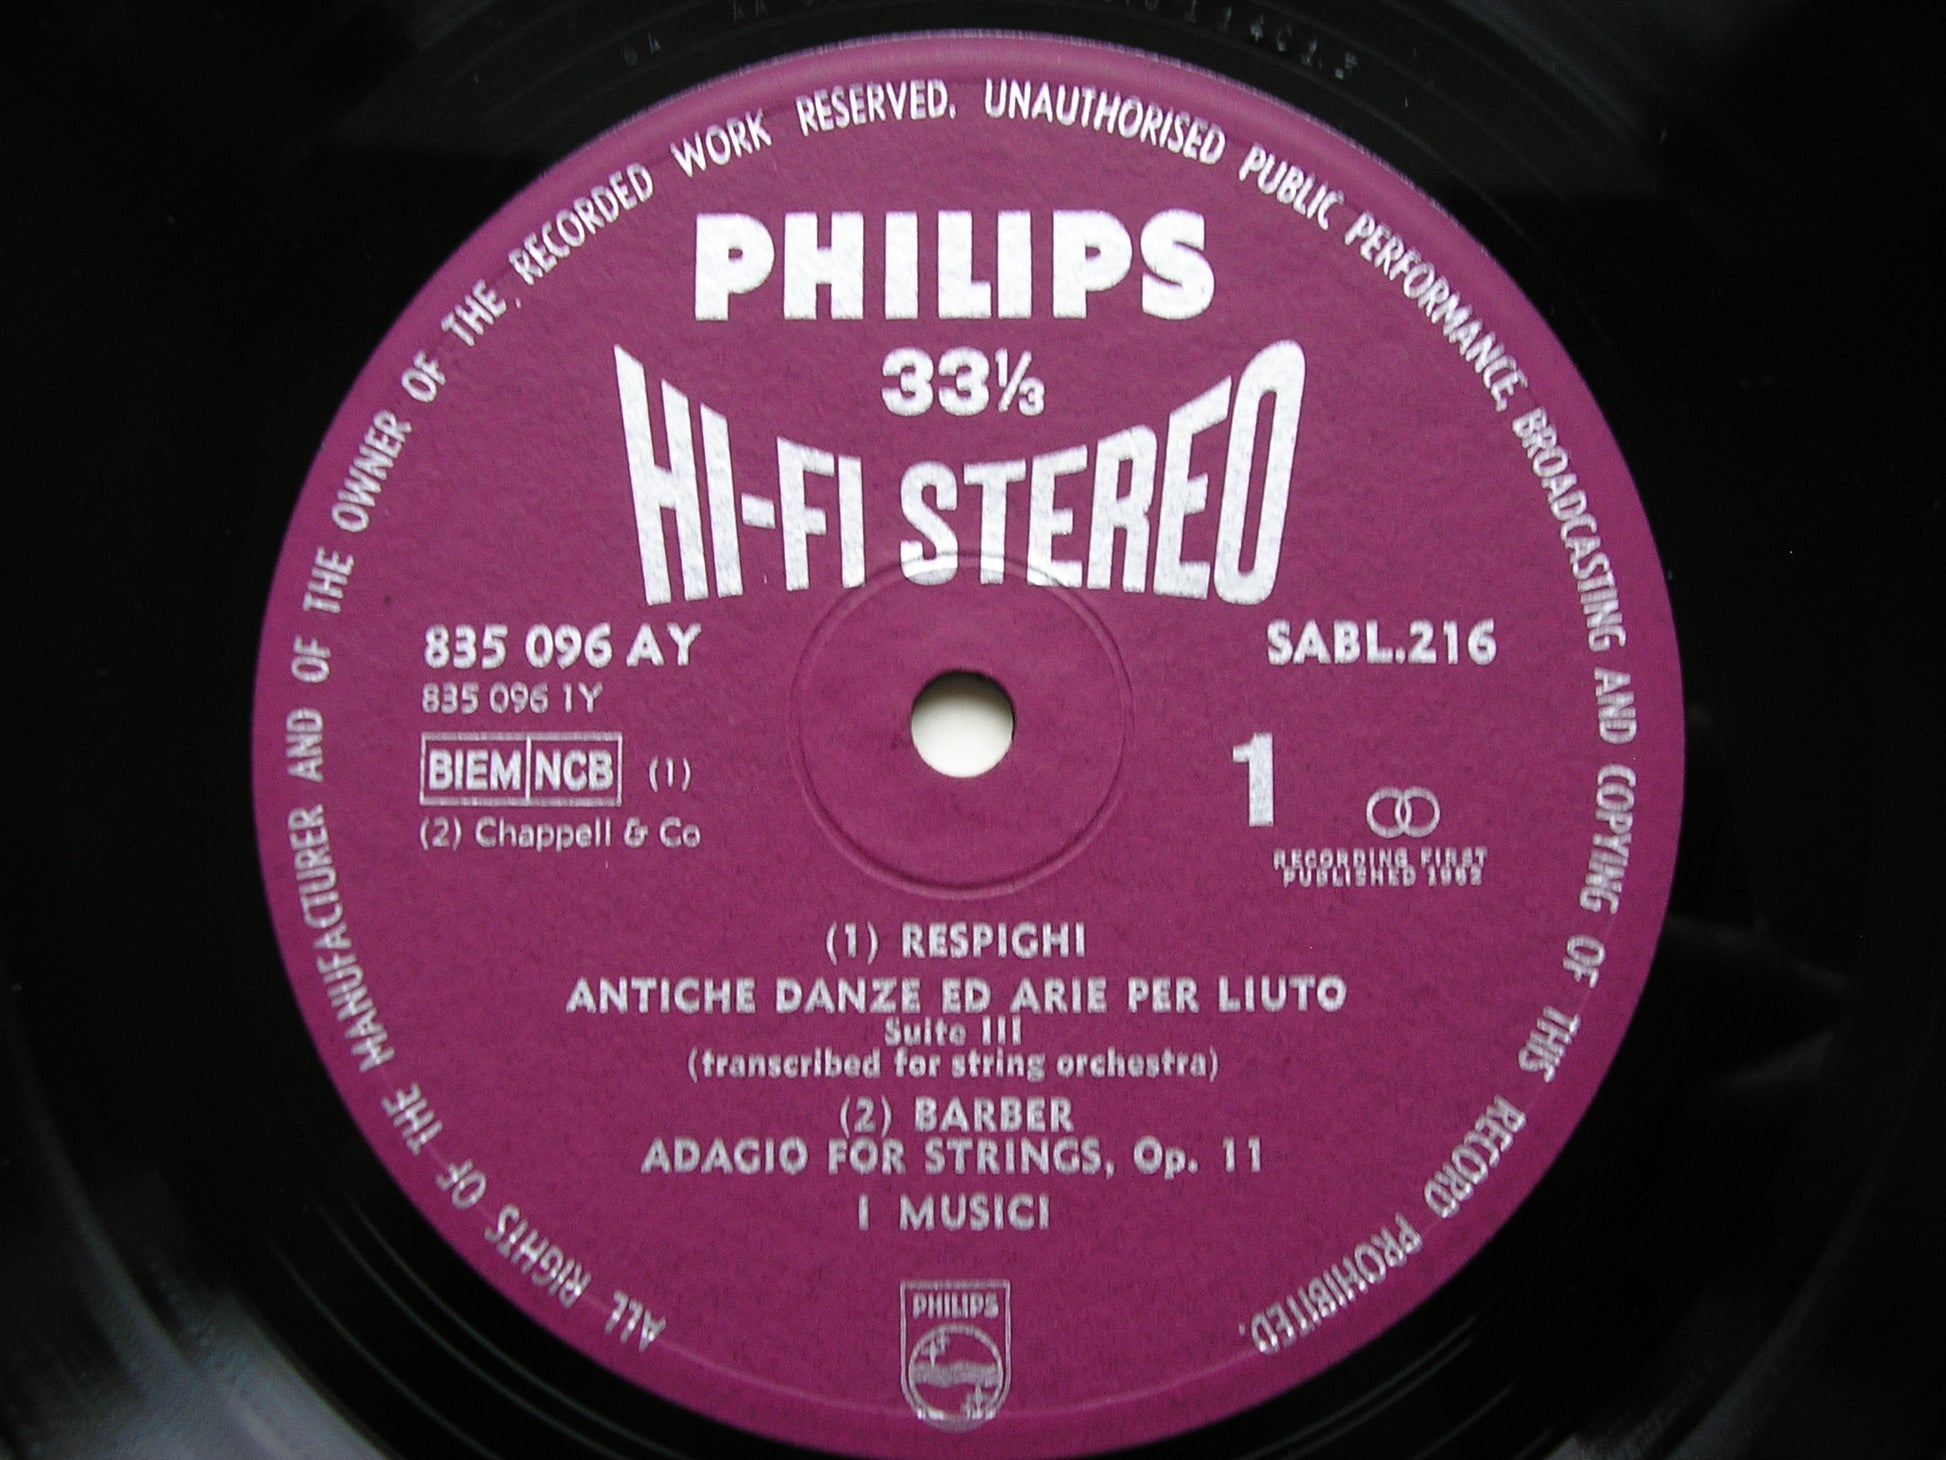 ALL RIGHTS OF THE MANUFACTURER AND OF THE OWNER OF THE RECORDED WORK RESERVED. UNAUTHORISED PUBLIC PERFORMANCE, BROADCASTING AND COPYING OF THIS RECORD PROHIBITED.
PHILIPS
33⅓
HI-FI STEREO
835 096 AY
SABL.216
835 096 1Y
BIEM NCB (1)
1
(2) Chappell & Co
RECORDING FIRST
PUBLISHED 1962
(1) RESPIGHI
ANTICHE DANZE ED ARIE PER LIUTO
Suite III
(transcribed for string orchestra)
(2) BARBER
ADAGIO FOR STRINGS, Op. 11
I MUSICI
PHILIPS